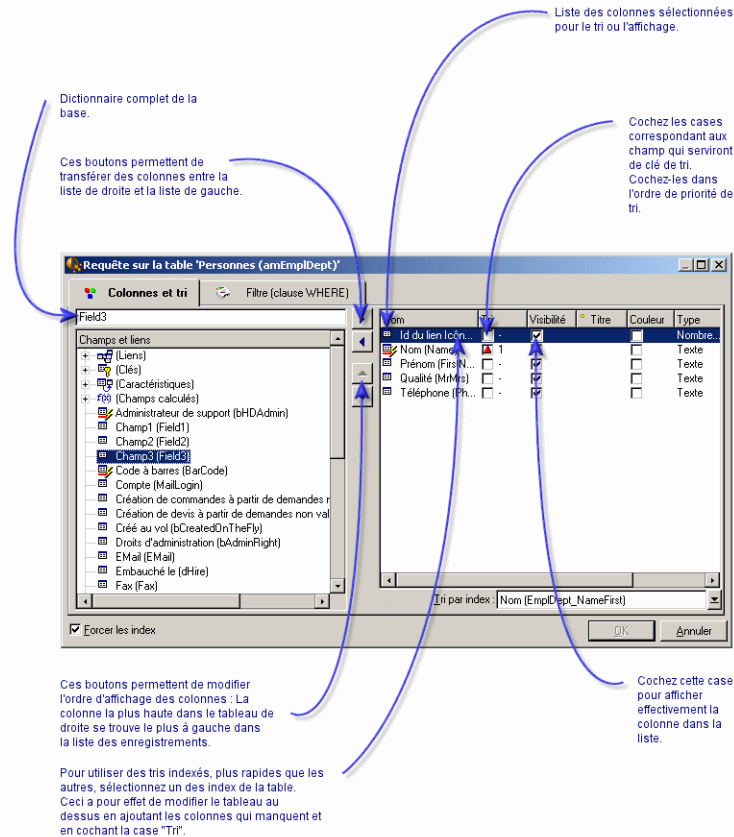 Liste des colonnes sélectionnées
pour le tri ou l'affichage.
Dictionnaire complet de la
base.
Cochez les cases
correspondant aux
champ qui serviront
de clé de tri.
Cochez-les dans
l'ordre de priorité de
tri.
Ces boutons permettent de
transférer des colonnes entre la
liste de droite et la liste de gauche.
Requête sur la table 'Personnes (amEmplDept)'
Colonnes et tri
Filtre (clause WHERE)
Field3
Champs et liens
(Liens)
(Clés)
(Caractéristiques)
f(x) (Champs calculés)
Administrateur de support (bHDAdmin)
Champ1 (Field1)
Champ2 (Field2)
Champ3 (Field3)
Code à barres (BarCode)
Compte (MailLogin)
Création de commandes à partir de demandes r
Création de devis à partir de demandes non val
Créé au vol (bCreatedOnTheFly)
Droits d'administration (bAdminRight)
EMail (EMail)
Embauché le (dHire)
Fax (Fax)
Visibilité * Titre Couleur Type
Id du lien Icôn... - Nombre...
Nom (Name) 1 Texte
Prénom (FirstN... - Texte
Qualité (MrMrs) - Texte
Téléphone (Ph... - Texte
Tri par index : Nom (EmplDept_NameFirst)
Forcer les index
OK
Annuler
Ces boutons permettent de modifier
l'ordre d'affichage des colonnes : La
colonne la plus haute dans le tableau de
droite se trouve le plus à gauche dans
la liste des enregistrements.
Cochez cette case
pour afficher
effectivement la
colonne dans la
liste.
Pour utiliser des tris indexés, plus rapides que les
autres, sélectionnez un des index de la table.
Ceci a pour effet de modifier le tableau au
dessus en ajoutant les colonnes qui manquent et
en cochant la case "Tri".